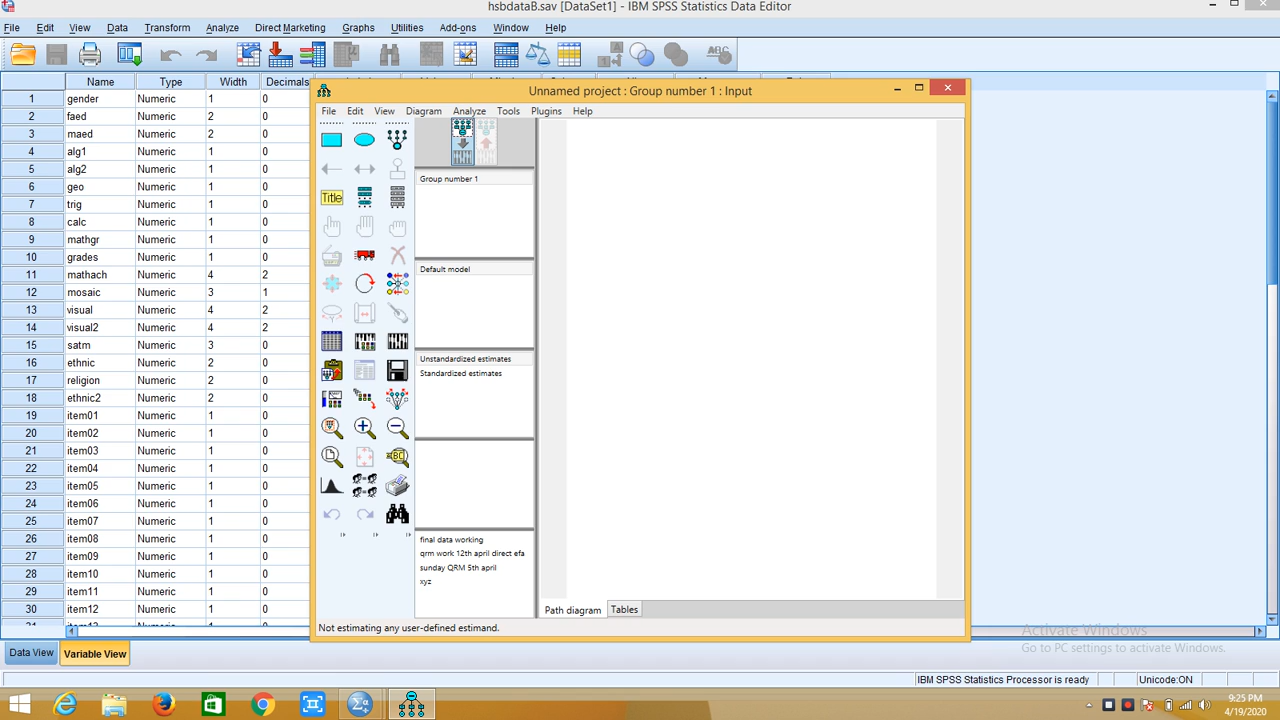 hsbdataB.sav [DataSet1] - IBM SPSS Statistics Data Editor
File Edit View Data Transform Analyze Direct Marketing Graphs Utilities Add-ons Window Help
Name Type Width Decimals
1 gender Numeric 1 0
2 faed Numeric 2 0
3 maed Numeric 2 0
4 alg1 Numeric 1 0
5 alg2 Numeric 1 0
6 geo Numeric 1 0
7 trig Numeric 1 0
8 calc Numeric 1 0
9 mathgr Numeric 1 0
10 grades Numeric 1 0
11 mathach Numeric 4 2
12 mosaic Numeric 3 1
13 visual Numeric 4 2
14 visual2 Numeric 4 2
15 satm Numeric 3 0
16 ethnic Numeric 2 0
17 religion Numeric 2 0
18 ethnic2 Numeric 2 0
19 item01 Numeric 1 0
20 item02 Numeric 1 0
21 item03 Numeric 1 0
22 item04 Numeric 1 0
23 item05 Numeric 1 0
24 item06 Numeric 1 0
25 item07 Numeric 1 0
26 item08 Numeric 1 0
27 item09 Numeric 1 0
28 item10 Numeric 1 0
29 item11 Numeric 1 0
30 item12 Numeric 1 0
Unnamed project : Group number 1 : Input
File Edit View Diagram Analyze Tools Plugins Help
Title
Group number 1
Default model
Unstandardized estimates
Standardized estimates
final data working
qrm work 12th april direct efa
sunday QRM 5th april
xyz
Path diagram Tables
Not estimating any user-defined estimand.
Activate Windows
Go to PC settings to activate Windows.
Data View Variable View
IBM SPSS Statistics Processor is ready Unicode:ON
9:25 PM
4/19/2020